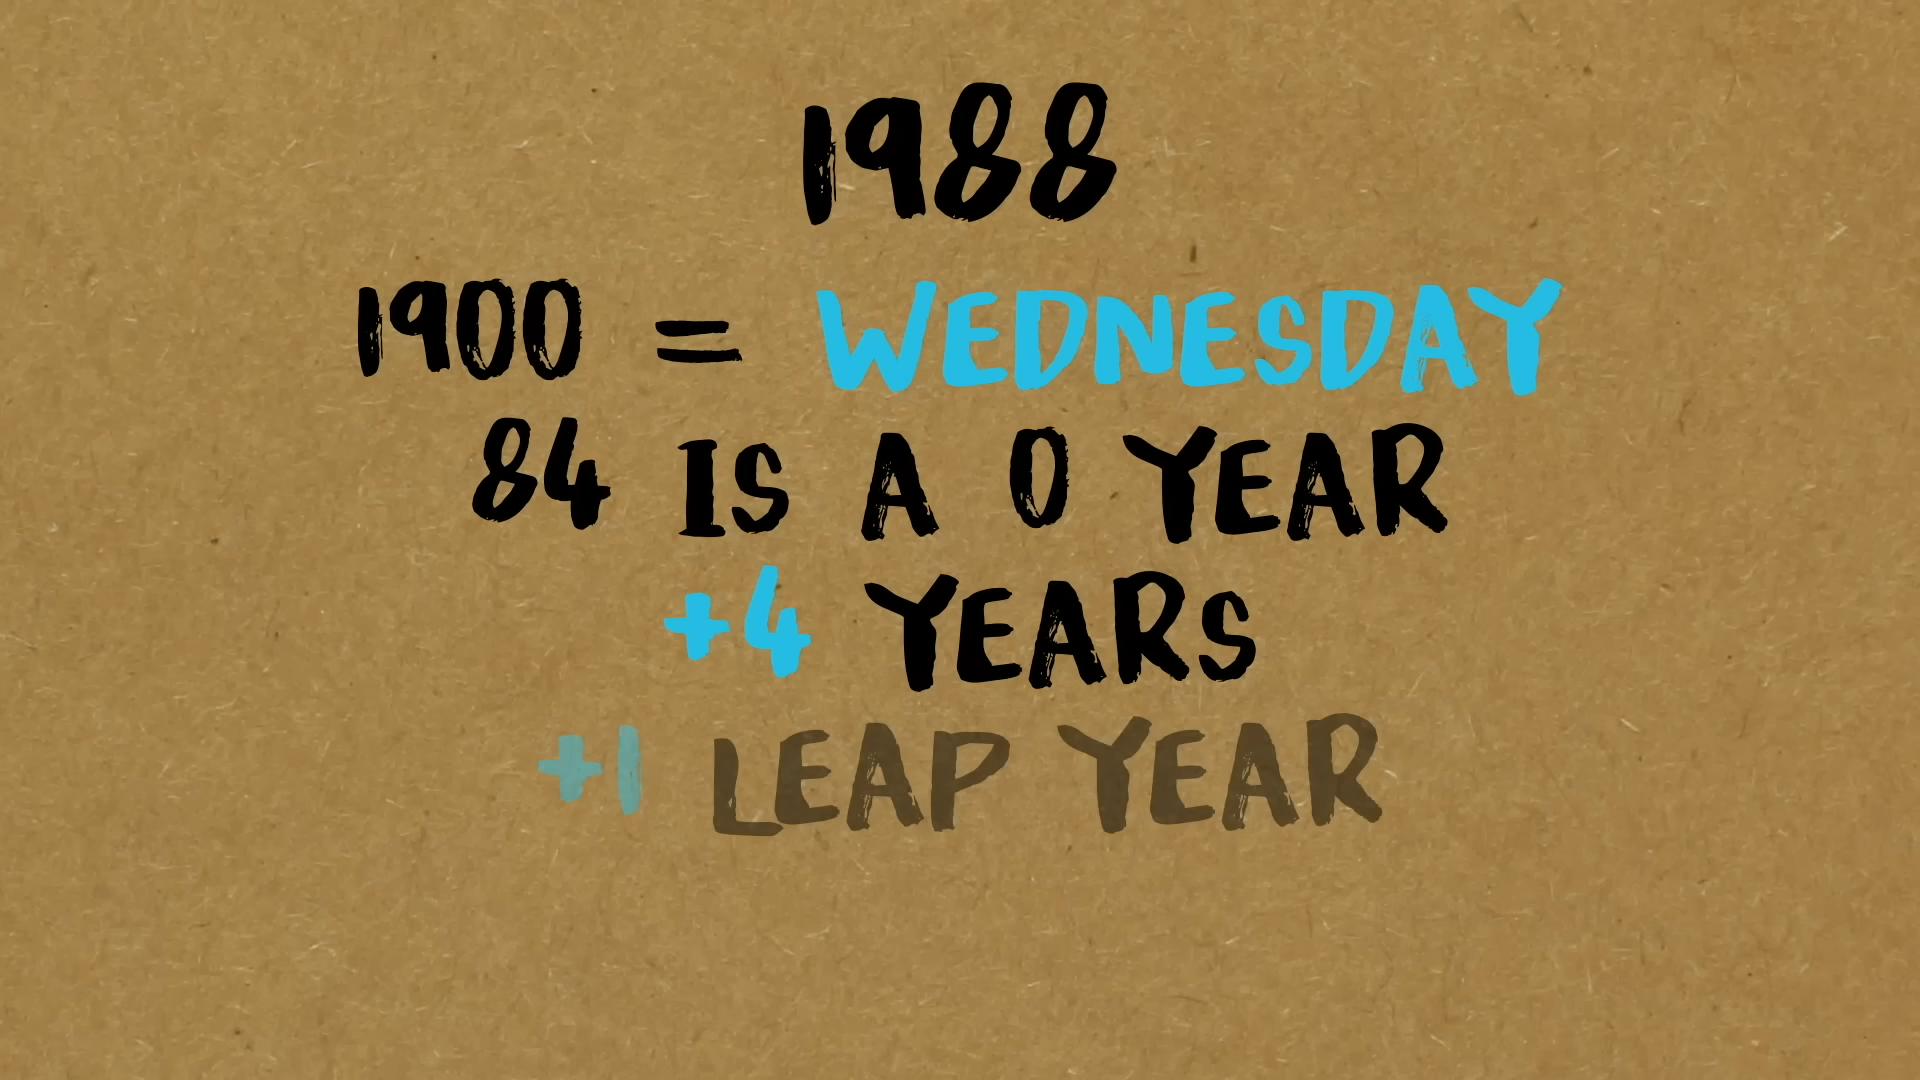 1988
1900 = WEDNESDAY
84 IS A 0 YEAR
+4 YEARS
+1 LEAP YEAR